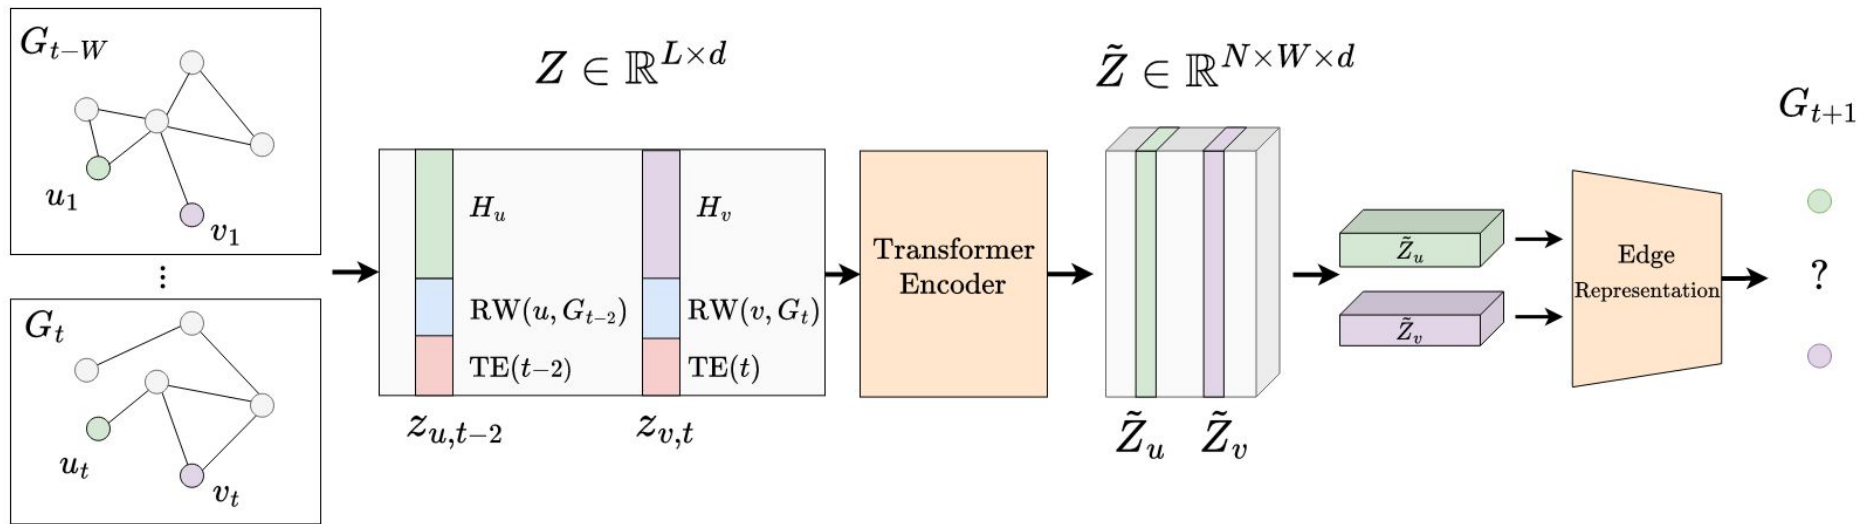 G_{t−W}
u_1
v_1
⋮
G_t
u_t
v_t
Z ∈ ℝ^{L×d}
H_u
H_v
RW(u, G_{t−2})
RW(v, G_t)
TE(t−2)
TE(t)
z_{u,t−2}
z_{v,t}
Transformer
Encoder
Z̃ ∈ ℝ^{N×W×d}
Z̃_u
Z̃_v
Z̃_u
Z̃_v
Edge
Representation
G_{t+1}
?